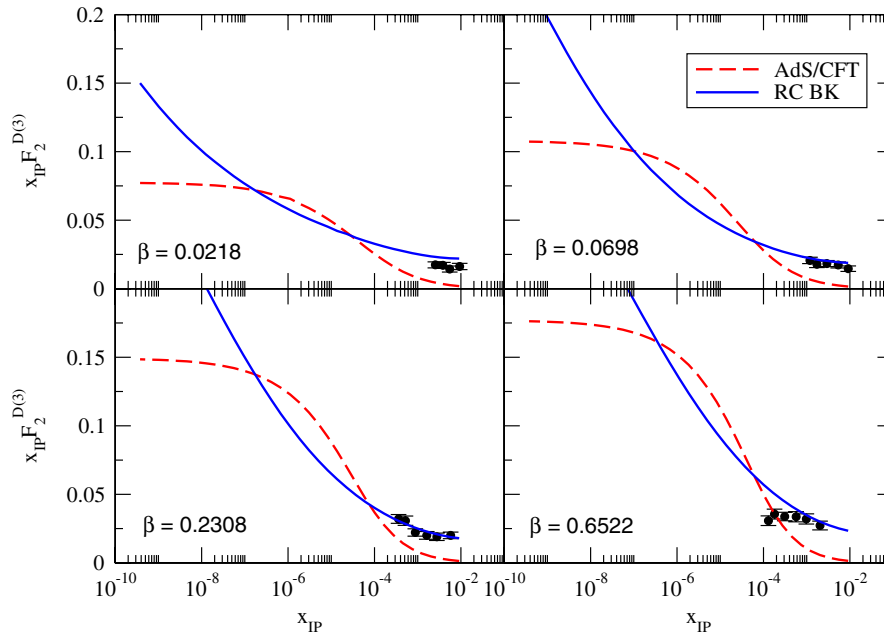 0.2
0.15
0.1
0.05
0
x_IP F_2^D(3)
β = 0.0218
AdS/CFT
RC BK
β = 0.0698
0.15
0.1
0.05
0
x_IP F_2^D(3)
β = 0.2308
β = 0.6522
10^-10
10^-8
10^-6
10^-4
10^-2
10^-10
10^-8
10^-6
10^-4
10^-2
x_IP
x_IP